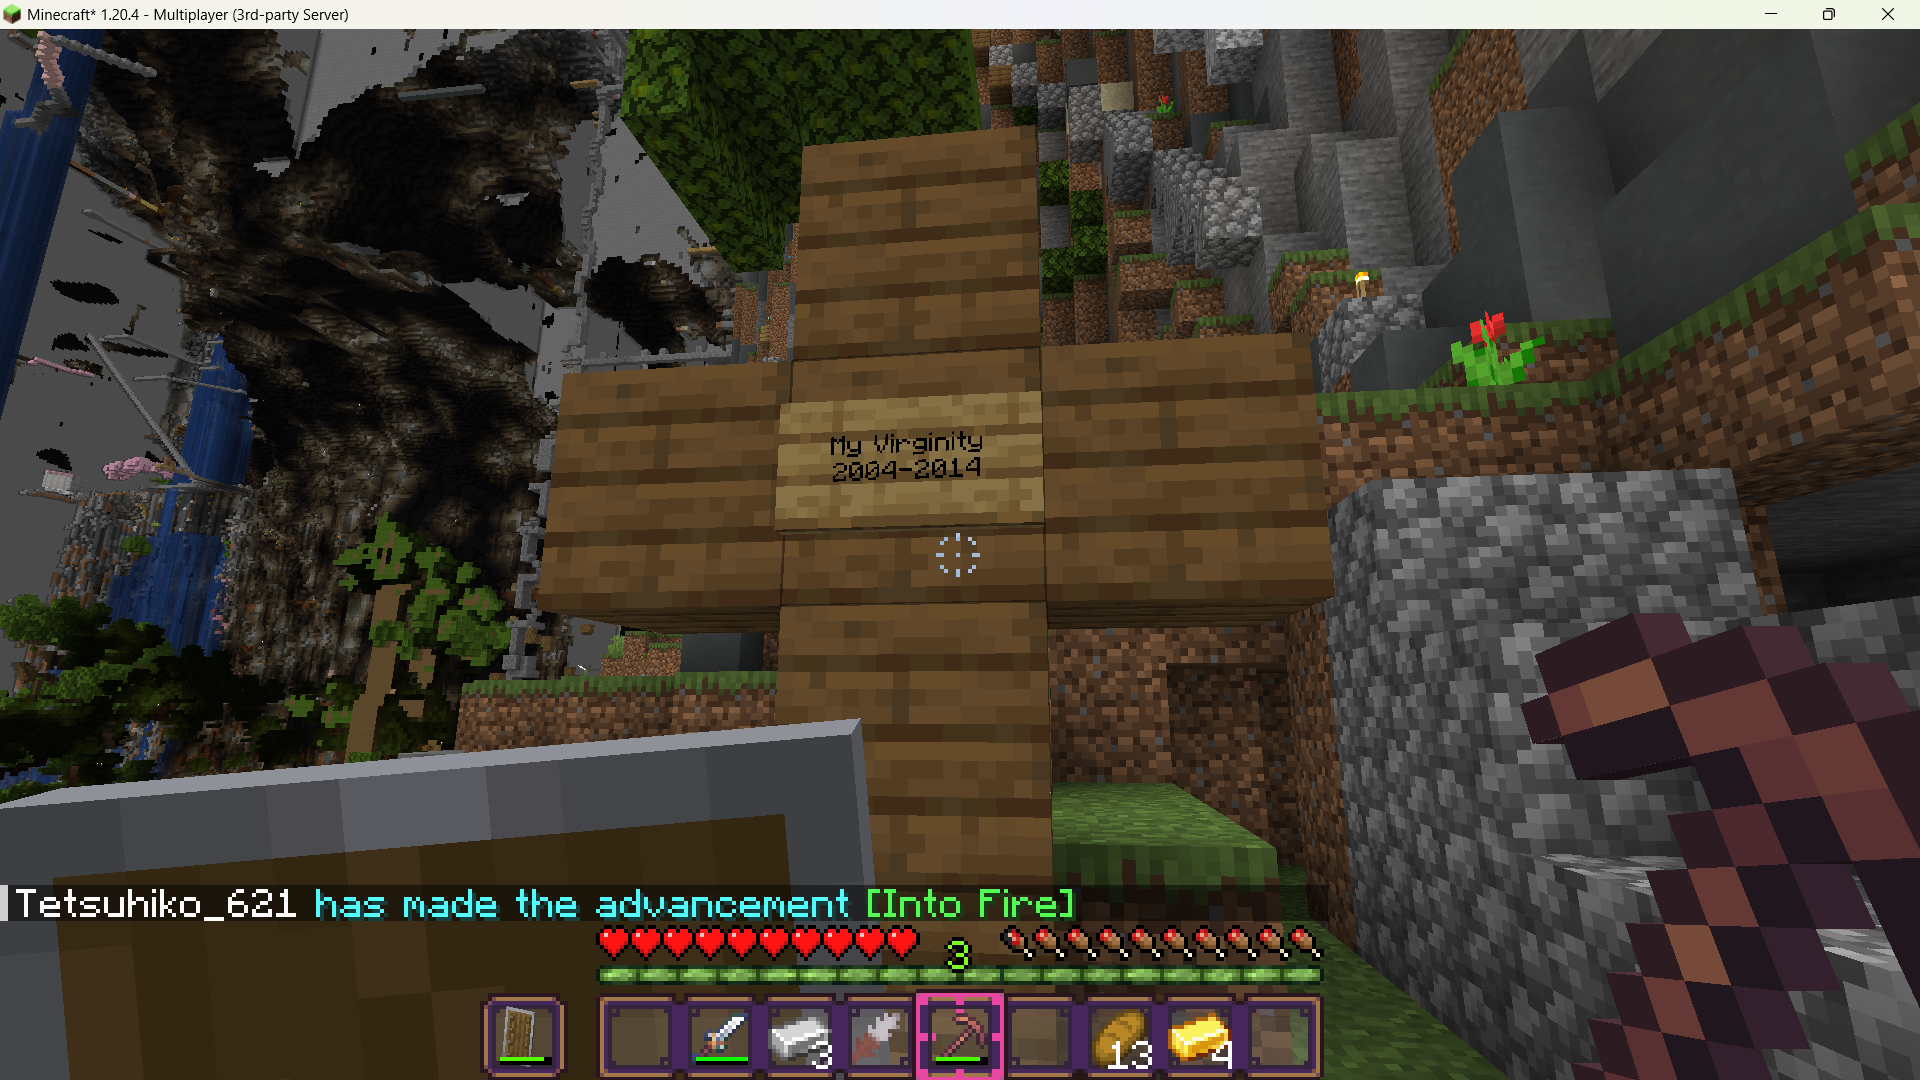 Minecraft* 1.20.4 - Multiplayer (3rd-party Server)
My Virginity
2004-2014
Tetsuhiko_621 has made the advancement [Into Fire]
3
3
13
4